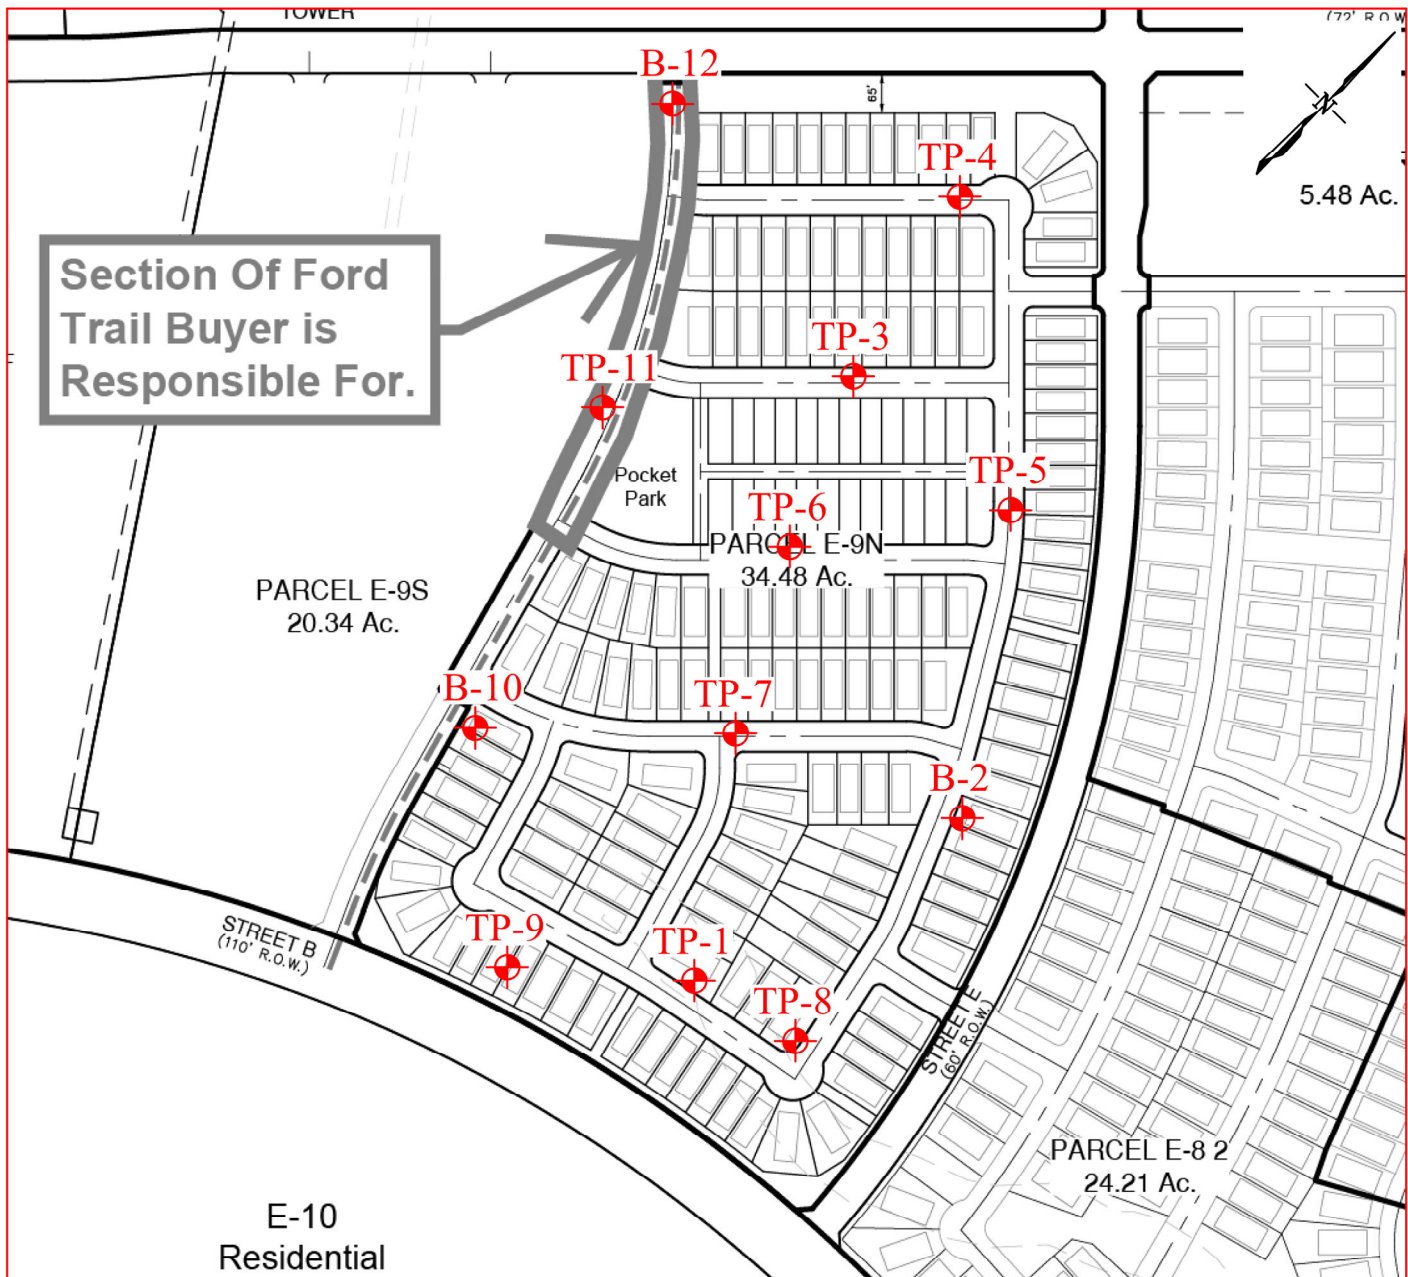 TOWER
(72' R.O.W
B-12
65'
TP-4
5.48 Ac.
Section Of Ford
Trail Buyer is
Responsible For.
TP-3
TP-11
Pocket
Park
TP-5
TP-6
PARCEL E-9N
34.48 Ac.
PARCEL E-9S
20.34 Ac.
B-10
TP-7
B-2
STREET B
(110' R.O.W.)
TP-9
TP-1
TP-8
STREET E
(60' R.O.W.)
PARCEL E-8 2
24.21 Ac.
E-10
Residential